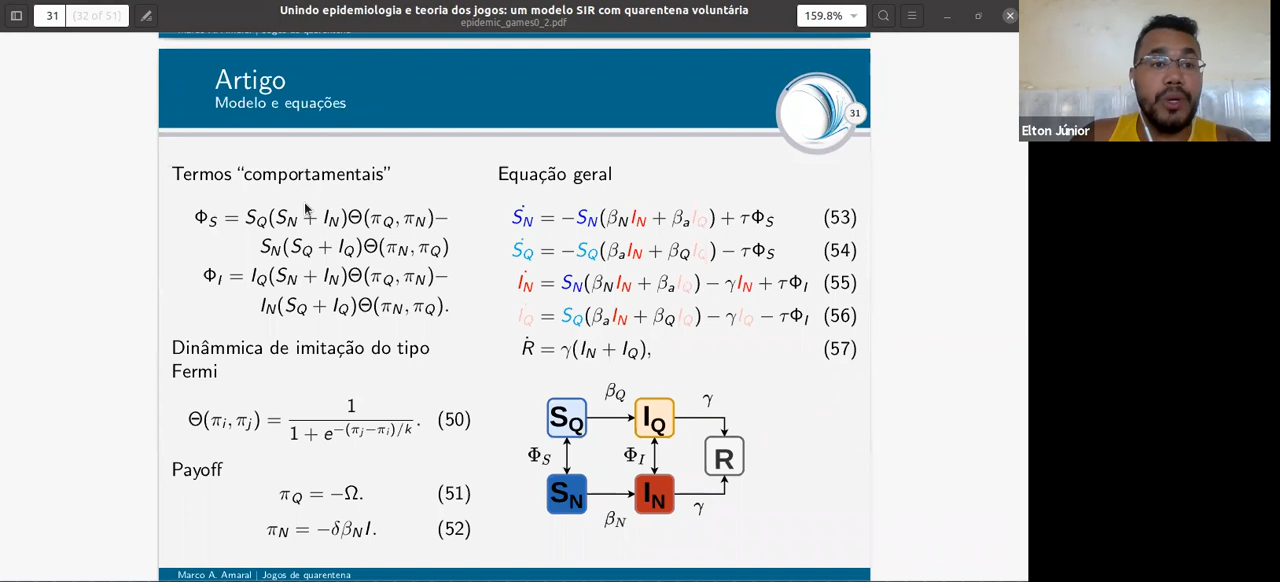 Unindo epidemiologia e teoria dos jogos: um modelo SIR com quarentena voluntária
31 (32 of 51) epidemic_games0_2.pdf 159.8%
Elton Júnior
Artigo
Modelo e equações
31
Termos “comportamentais”
Φ_S = S_Q(S_N + I_N)Θ(π_Q, π_N)−
S_N(S_Q + I_Q)Θ(π_N, π_Q)
Φ_I = I_Q(S_N + I_N)Θ(π_Q, π_N)−
I_N(S_Q + I_Q)Θ(π_N, π_Q).
Dinâmmica de imitação do tipo
Fermi
Θ(π_i, π_j) = 1 / (1 + e^{−(π_j−π_i)/k}). (50)
Payoff
π_Q = −Ω. (51)
π_N = −δβ_N I. (52)
Equação geral
Ṡ_N = −S_N(β_N I_N + β_a I_Q) + τΦ_S (53)
Ṡ_Q = −S_Q(β_a I_N + β_Q I_Q) − τΦ_S (54)
İ_N = S_N(β_N I_N + β_a I_Q) − γI_N + τΦ_I (55)
İ_Q = S_Q(β_a I_N + β_Q I_Q) − γI_Q − τΦ_I (56)
Ṙ = γ(I_N + I_Q), (57)
β_Q
S_Q I_Q γ
Φ_S Φ_I R
S_N I_N γ
β_N
Marco A. Amaral | Jogos de quarentena